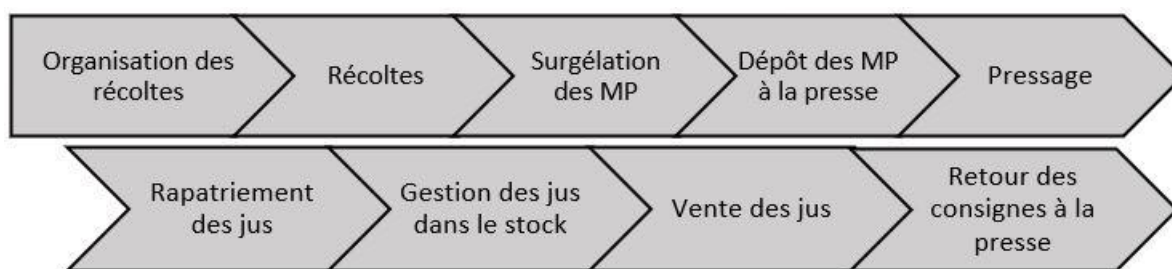 Organisation des
récoltes
Récoltes
Surgélation
des MP
Dépôt des MP
à la presse
Pressage
Rapatriement
des jus
Gestion des jus
dans le stock
Vente des jus
Retour des
consignes à la
presse